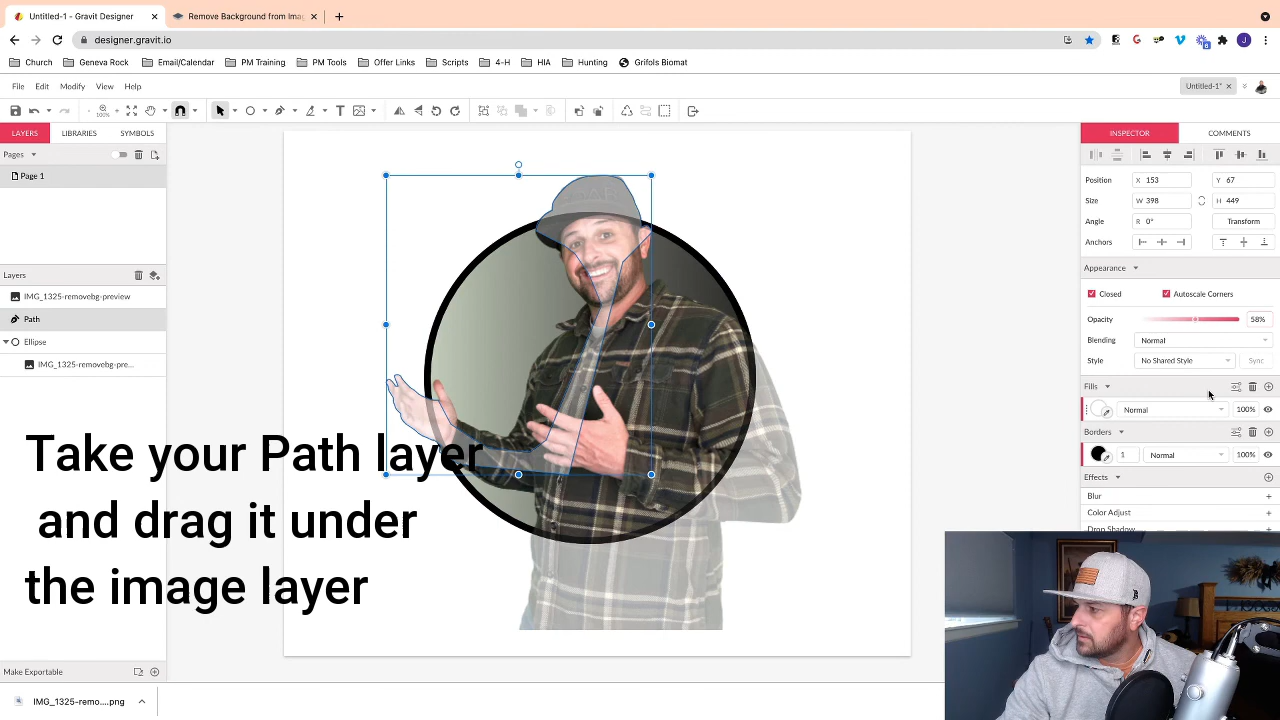 Untitled-1 - Gravit Designer
Remove Background from Imag
designer.gravit.io
Church
Geneva Rock
Email/Calendar
PM Training
PM Tools
Offer Links
Scripts
4-H
HIA
Hunting
Grifols Biomat
File
Edit
Modify
View
Help
Untitled-1*
100%
LAYERS
LIBRARIES
SYMBOLS
INSPECTOR
COMMENTS
Pages
Page 1
Layers
IMG_1325-removebg-preview
Path
Ellipse
IMG_1325-removebg-pre...
Position
X 153
Y 67
Size
W 398
H 449
Angle
R 0°
Transform
Anchors
Appearance
Closed
Autoscale Corners
Opacity
58%
Blending
Normal
Style
No Shared Style
Sync
Fills
Normal
100%
Borders
1
Normal
100%
Effects
Blur
Color Adjust
Drop Shadow
Take your Path layer
and drag it under
the image layer
Make Exportable
IMG_1325-remo....png